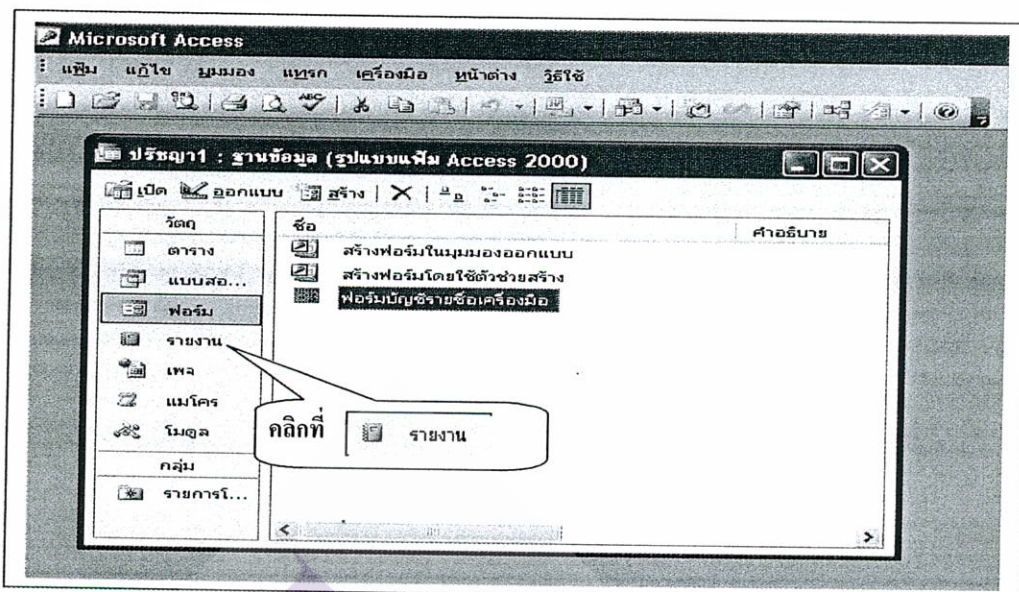 Microsoft Access
แฟ้ม แก้ไข มุมมอง แทรก เครื่องมือ หน้าต่าง วิธีใช้
ปรัชญา1 : ฐานข้อมูล (รูปแบบแฟ้ม Access 2000)
เปิด ออกแบบ สร้าง
วัตถุ
ชื่อ
คำอธิบาย
ตาราง
สร้างฟอร์มในมุมมองออกแบบ
แบบสอ...
สร้างฟอร์มโดยใช้ตัวช่วยสร้าง
ฟอร์ม
ฟอร์มบัญชีรายชื่อเครื่องมือ
รายงาน
เพจ
แมโคร
โมดูล
คลิกที่ รายงาน
กลุ่ม
รายการโ...